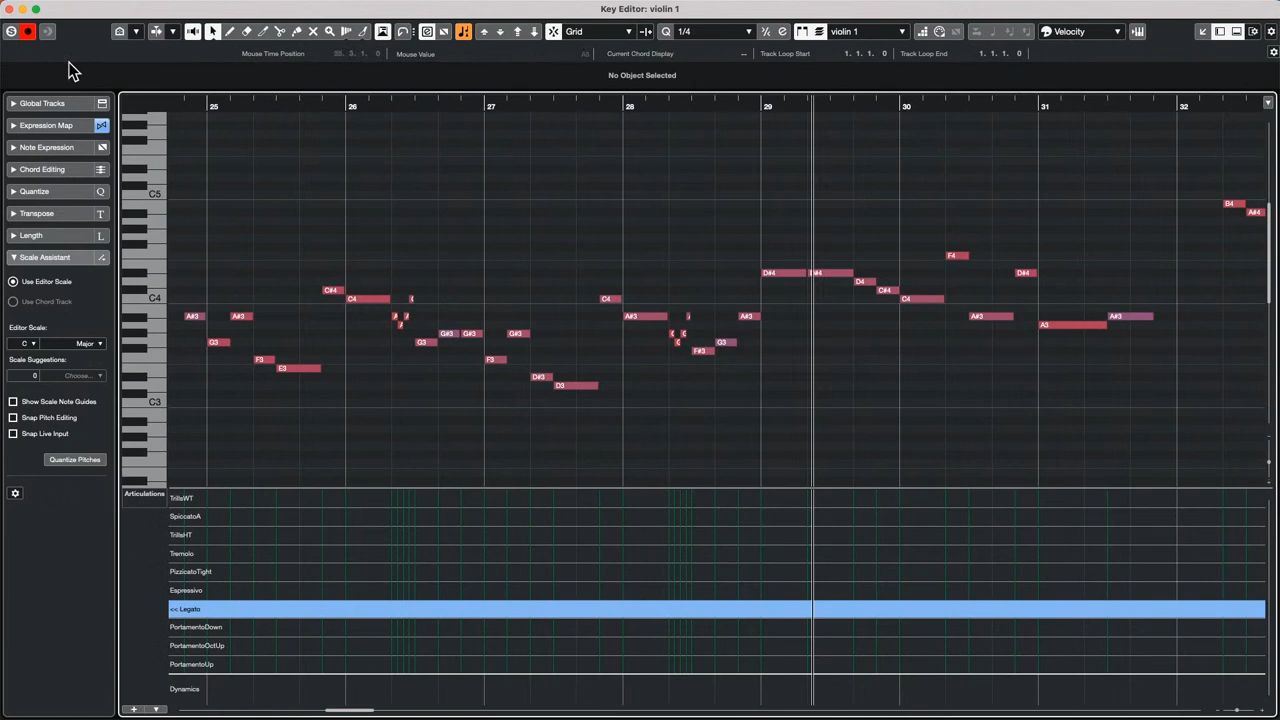 Key Editor: violin 1
Grid
1/4
violin 1
Velocity
Mouse Time Position
25. 3. 1. 0
Mouse Value
A5
Current Chord Display
--
Track Loop Start
1. 1. 1. 0
Track Loop End
1. 1. 1. 0
No Object Selected
Global Tracks
Expression Map
Note Expression
Chord Editing
Quantize
Transpose
Length
Scale Assistant
Use Editor Scale
Use Chord Track
Editor Scale:
C
Major
Scale Suggestions:
0
Choose...
Show Scale Note Guides
Snap Pitch Editing
Snap Live Input
Quantize Pitches
25
26
27
28
29
30
31
32
C5
C4
C3
B4
A#4
F4
D#4
D#4
D#4
D4
C#4
C#4
C4
C4
C4
A#3
A#3
A#3
A#3
A#3
A#3
A3
G#3
G#3
G#3
G3
G3
F#3
G3
F3
F3
E3
D#3
D3
Articulations
TrillsWT
SpiccatoA
TrillsHT
Tremolo
PizzicatoTight
Espressivo
<< Legato
PortamentoDown
PortamentoOctUp
PortamentoUp
Dynamics